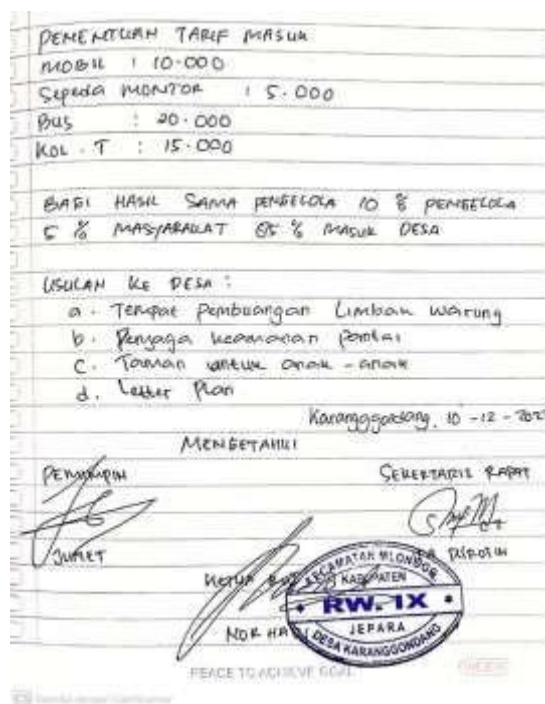 PENENTUAN TARIF MASUK
MOBIL : 10.000
Sepeda MONTOR : 5.000
Bus : 20.000
KOL . T : 15.000
BAGI HASIL SAMA PENGELOLA 10 % PENGELOLA
5 % MASYARAKAT 85 % MASUK DESA
USULAN KE DESA :
a. Tempat Pembuangan Limbah Warung
b. Penjaga keamanan Pantai
C. Taman untuk anak-anak
d. Letter Plan
Karanggondang, 10 - 12 -
MENGETAHUI
PEMIMPIN SEKERTARIS RAPAT
JUMET
KETUA
KECAMATAN MLONGGO
KABUPATEN
RW. IX
JEPARA
DESA KARANGGONDANG
NOR
PEACE TO ACHIEVE GOAL